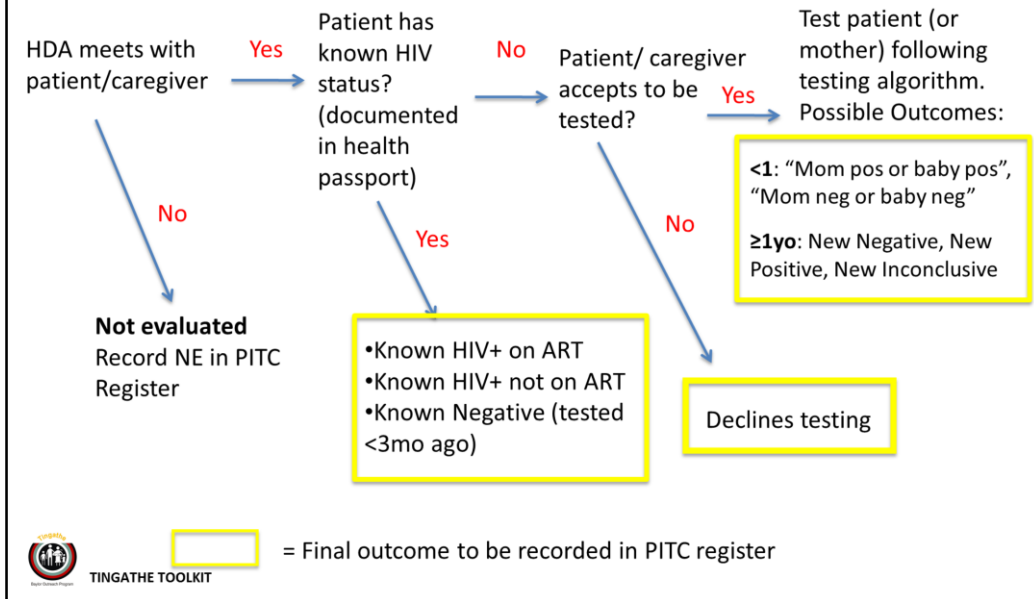 HDA meets with
patient/caregiver
Yes
Patient has
known HIV
status?
(documented
in health
passport)
No
Patient/ caregiver
accepts to be
tested?
Yes
Test patient (or
mother) following
testing algorithm.
Possible Outcomes:
<1: “Mom pos or baby pos”,
“Mom neg or baby neg”
≥1yo: New Negative, New
Positive, New Inconclusive
No
Not evaluated
Record NE in PITC
Register
Yes
•Known HIV+ on ART
•Known HIV+ not on ART
•Known Negative (tested
<3mo ago)
No
Declines testing
Tingathe
TINGATHE TOOLKIT
= Final outcome to be recorded in PITC register